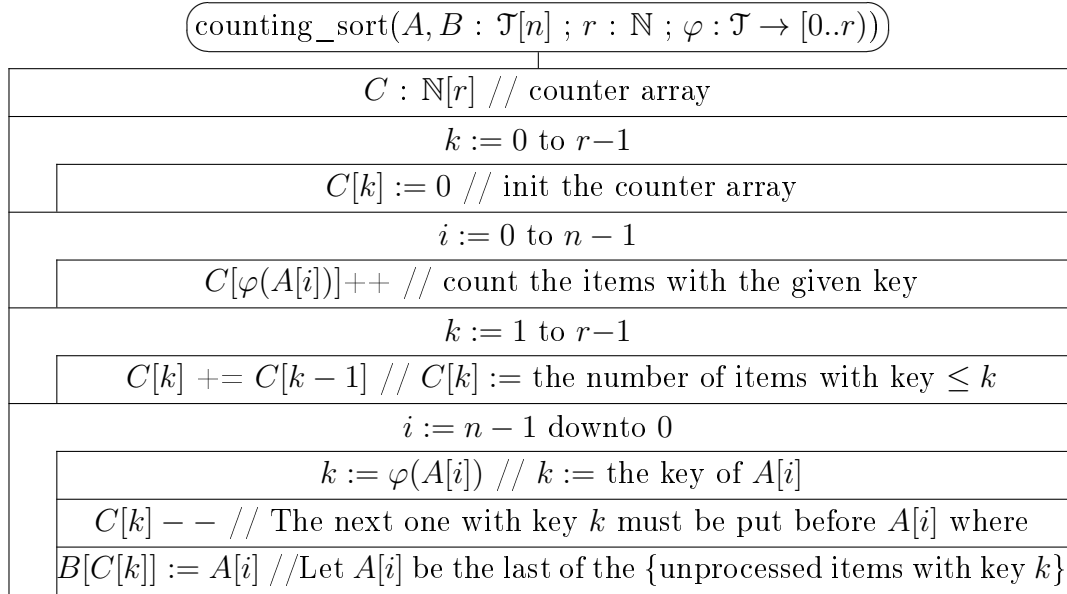 counting_sort(A, B : 𝒯[n] ; r : ℕ ; φ : 𝒯 → [0..r))
C : ℕ[r] // counter array
k := 0 to r−1
C[k] := 0 // init the counter array
i := 0 to n − 1
C[φ(A[i])]++ // count the items with the given key
k := 1 to r−1
C[k] += C[k − 1] // C[k] := the number of items with key ≤ k
i := n − 1 downto 0
k := φ(A[i]) // k := the key of A[i]
C[k] − − // The next one with key k must be put before A[i] where
B[C[k]] := A[i] //Let A[i] be the last of the {unprocessed items with key k}